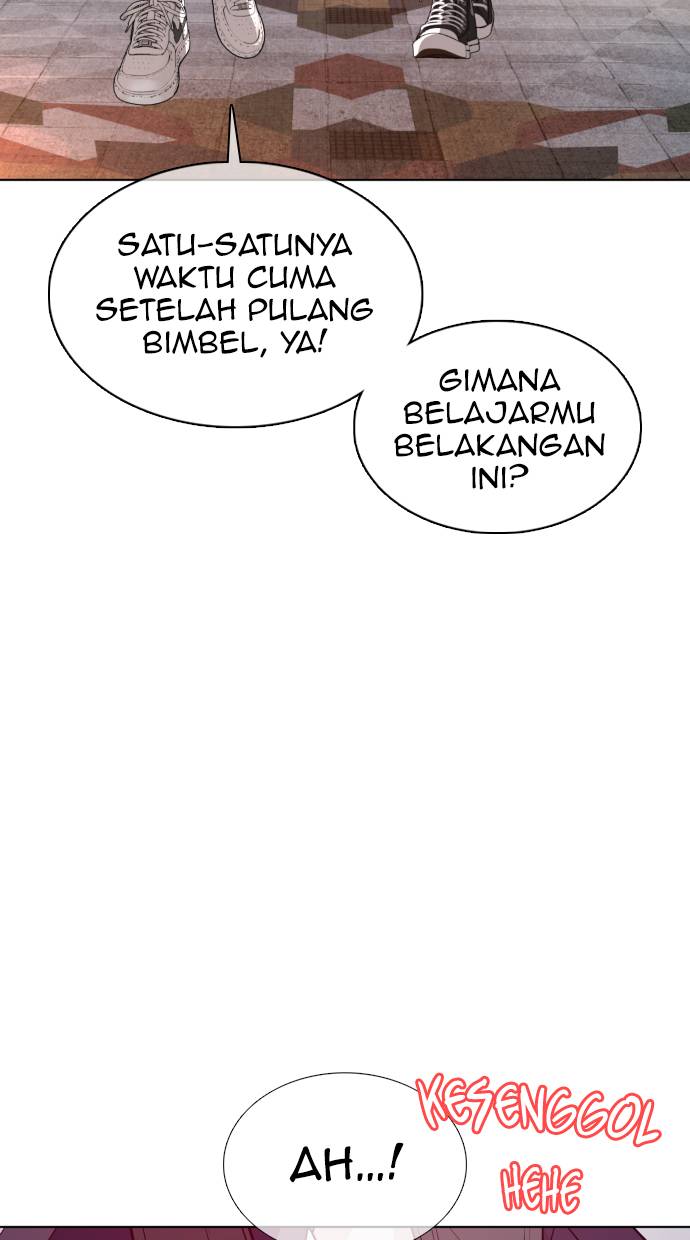 SATU-SATUNYA
WAKTU CUMA
SETELAH PULANG
BIMBEL, YA!
GIMANA
BELAJARMU
BELAKANGAN
INI?
KESENGGOL
HEHE
AH...!